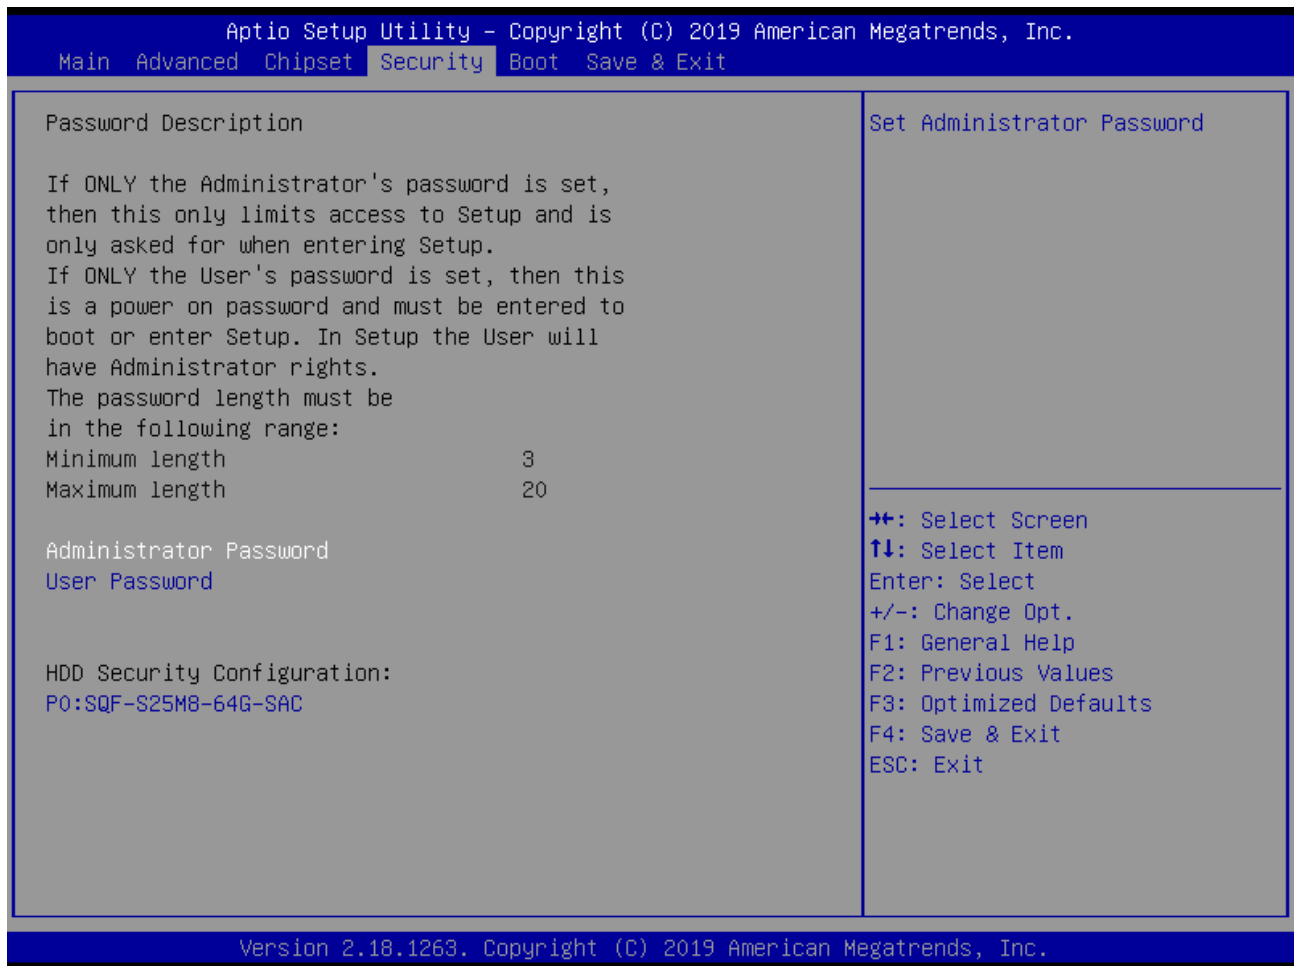 Aptio Setup Utility – Copyright (C) 2019 American Megatrends, Inc.
Main Advanced Chipset Security Boot Save & Exit
Password Description
If ONLY the Administrator's password is set,
then this only limits access to Setup and is
only asked for when entering Setup.
If ONLY the User's password is set, then this
is a power on password and must be entered to
boot or enter Setup. In Setup the User will
have Administrator rights.
The password length must be
in the following range:
Minimum length 3
Maximum length 20
Administrator Password
User Password
HDD Security Configuration:
P0:SQF-S25M8-64G-SAC
Set Administrator Password
→←: Select Screen
↑↓: Select Item
Enter: Select
+/-: Change Opt.
F1: General Help
F2: Previous Values
F3: Optimized Defaults
F4: Save & Exit
ESC: Exit
Version 2.18.1263. Copyright (C) 2019 American Megatrends, Inc.